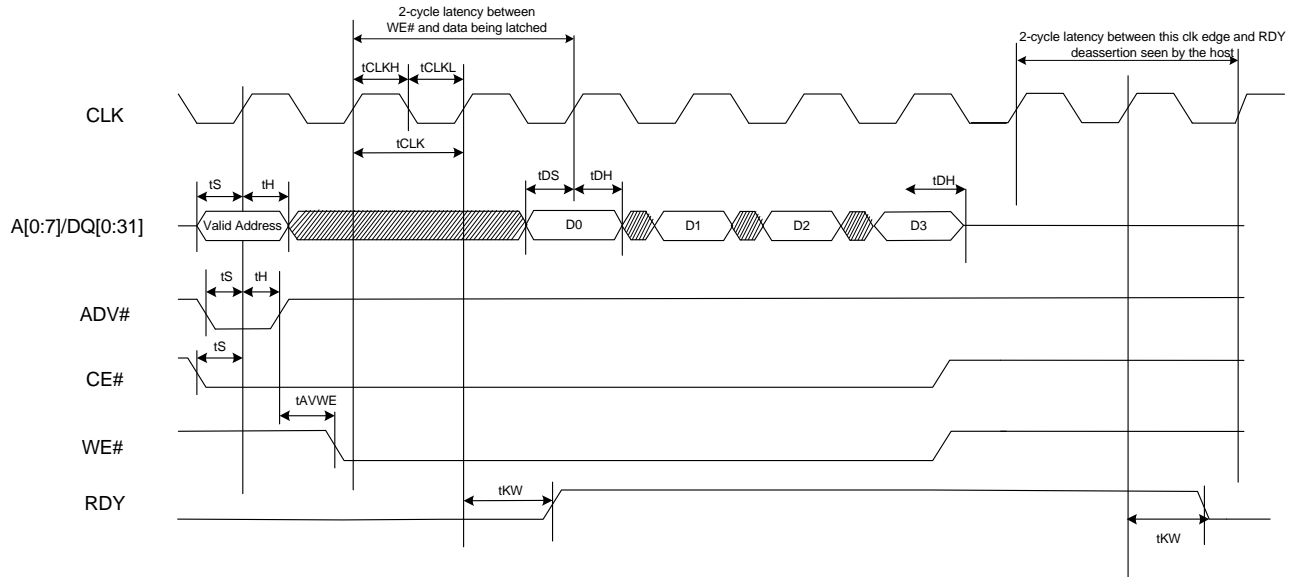 2-cycle latency between
WE# and data being latched
2-cycle latency between this clk edge and RDY
deassertion seen by the host
tCLKH
tCLKL
CLK
tCLK
tS
tH
tDS
tDH
tDH
A[0:7]/DQ[0:31]
Valid Address
D0
D1
D2
D3
tS
tH
ADV#
tS
CE#
tAVWE
WE#
tKW
RDY
tKW